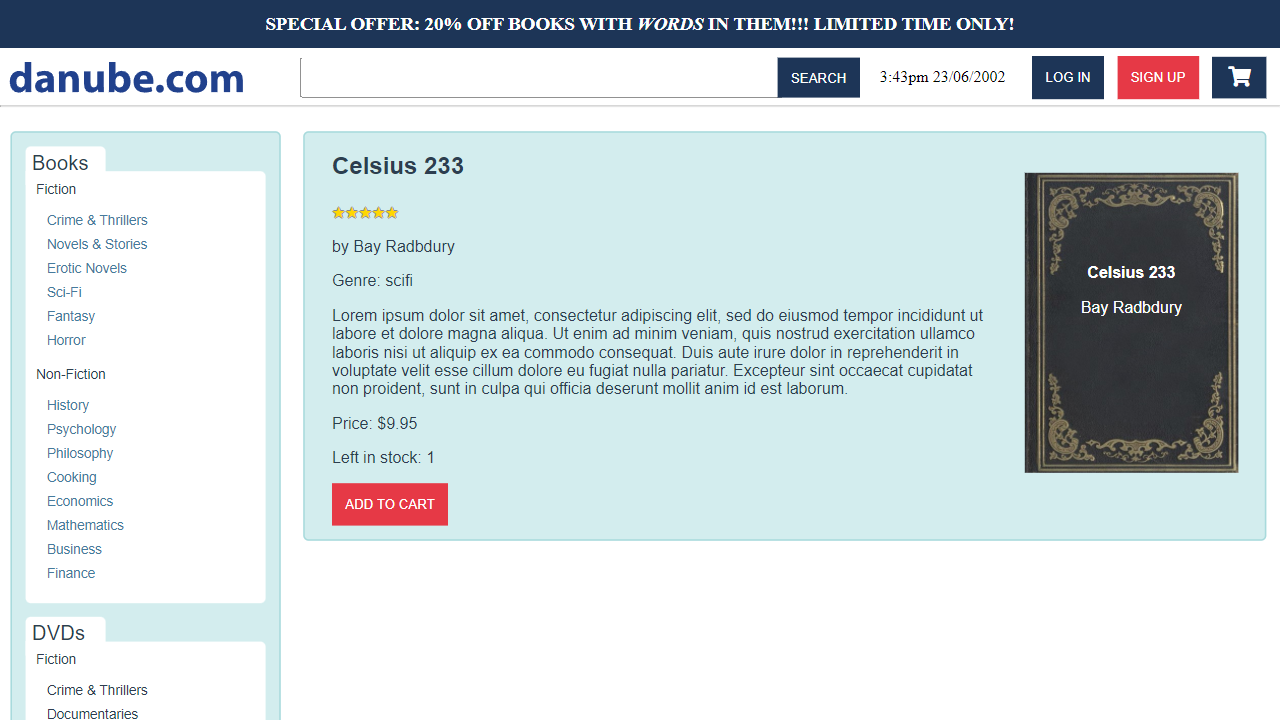 SPECIAL OFFER: 20% OFF BOOKS WITH WORDS IN THEM!!! LIMITED TIME ONLY!
danube.com
SEARCH
3:43pm 23/06/2002
LOG IN
SIGN UP
Books
Fiction
Crime & Thrillers
Novels & Stories
Erotic Novels
Sci-Fi
Fantasy
Horror
Non-Fiction
History
Psychology
Philosophy
Cooking
Economics
Mathematics
Business
Finance
DVDs
Fiction
Crime & Thrillers
Documentaries
Celsius 233
by Bay Radbdury
Genre: scifi
Lorem ipsum dolor sit amet, consectetur adipiscing elit, sed do eiusmod tempor incididunt ut
labore et dolore magna aliqua. Ut enim ad minim veniam, quis nostrud exercitation ullamco
laboris nisi ut aliquip ex ea commodo consequat. Duis aute irure dolor in reprehenderit in
voluptate velit esse cillum dolore eu fugiat nulla pariatur. Excepteur sint occaecat cupidatat
non proident, sunt in culpa qui officia deserunt mollit anim id est laborum.
Price: $9.95
Left in stock: 1
ADD TO CART
Celsius 233
Bay Radbdury